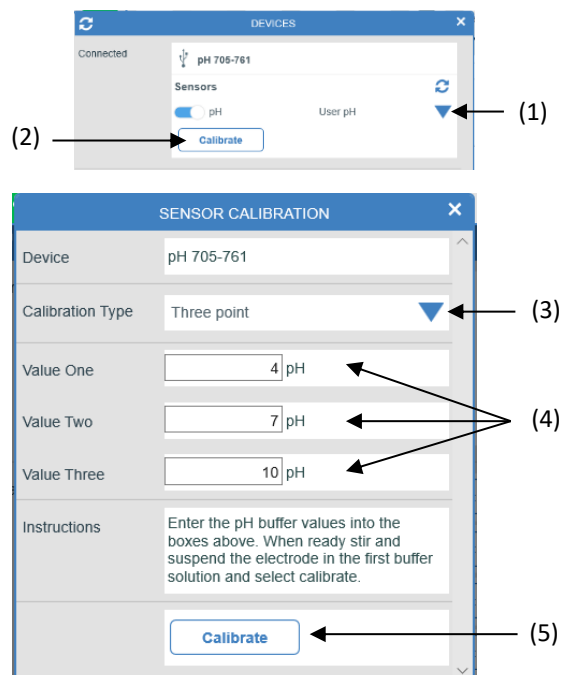 DEVICES
Connected
pH 705-761
Sensors
(1)
pH
User pH
(2)
Calibrate
SENSOR CALIBRATION
Device
pH 705-761
Calibration Type
Three point
(3)
Value One
4 pH
Value Two
7 pH
(4)
Value Three
10 pH
Instructions
Enter the pH buffer values into the
boxes above. When ready stir and
suspend the electrode in the first buffer
solution and select calibrate.
Calibrate
(5)